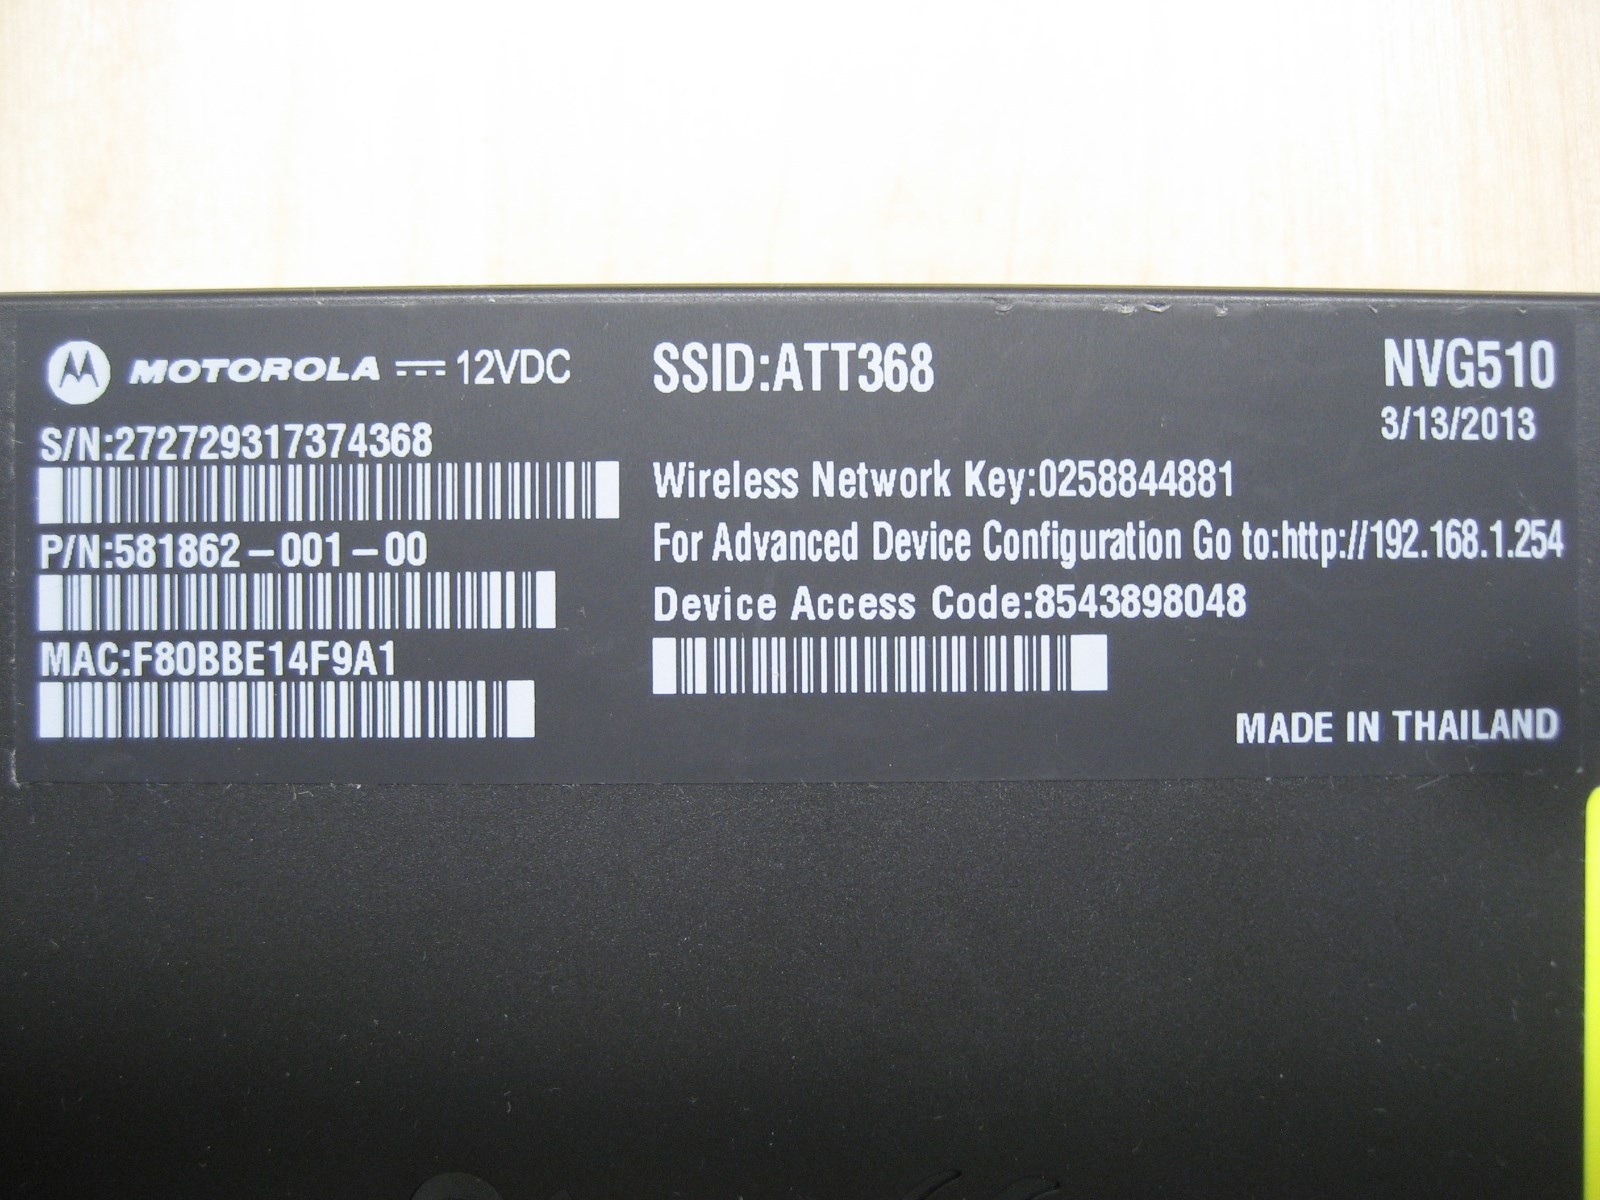 MOTOROLA 12VDC
S/N:272729317374368
P/N:581862-001-00
MAC:F80BBE14F9A1
SSID:ATT368
Wireless Network Key:0258844881
For Advanced Device Configuration Go to:http://192.168.1.254
Device Access Code:8543898048
NVG510
3/13/2013
MADE IN THAILAND